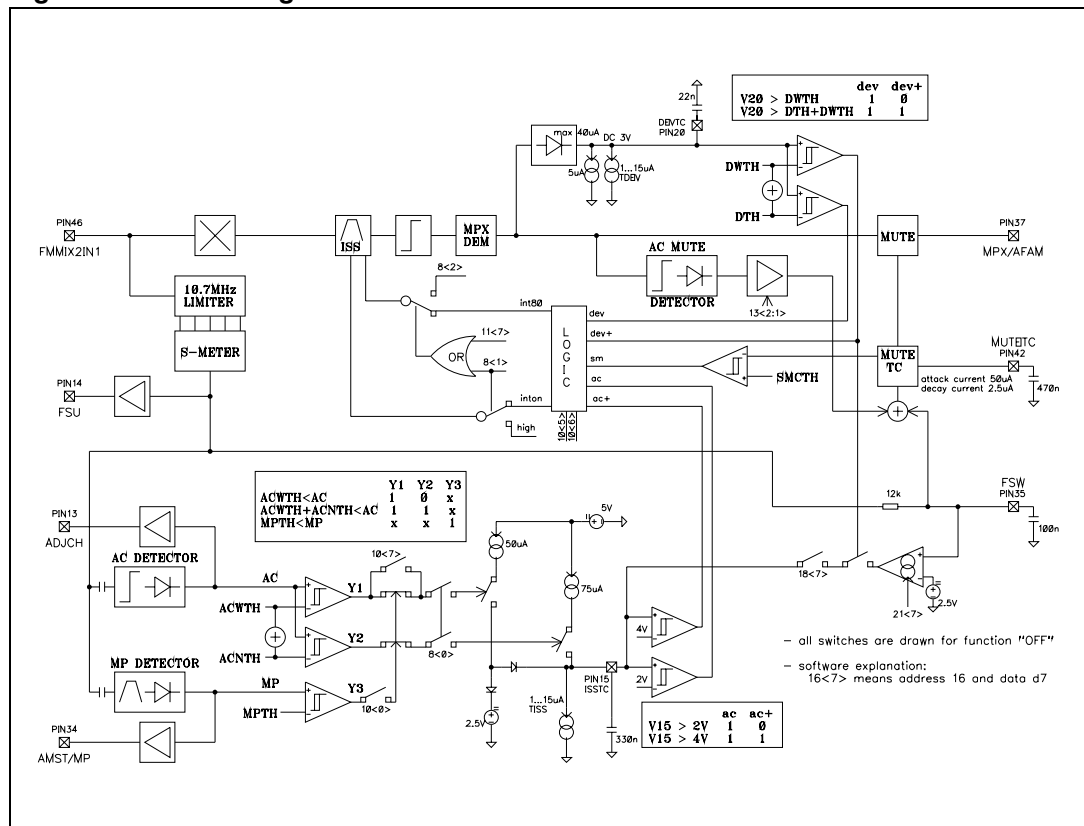 dev dev+
V20 > DWTH 1 0
V20 > DTH+DWTH 1 1
22n
DEVTC
PIN20
max 40uA
DC 3V
5uA
1...15uA
TDEV
DWTH
DTH
PIN46
FMMIX2IN1
ISS
MPX
DEM
MUTE
PIN37
MPX/AFAM
AC MUTE
DETECTOR
13<2:1>
10.7MHz
LIMITER
S-METER
8<2>
int80
11<7>
OR
8<1>
inton
high
LOGIC
dev
dev+
sm
ac
ac+
10<5>
10<6>
SMCTH
MUTE
TC
MUTETC
PIN42
attack current 50uA
decay current 2.5uA
470n
PIN14
FSU
Y1 Y2 Y3
ACWTH<AC 1 0 x
ACWTH+ACNTH<AC 1 1 x
MPTH<MP x x 1
12k
FSW
PIN35
100n
PIN13
ADJCH
AC DETECTOR
AC
ACWTH
ACNTH
Y1
Y2
10<7>
8<0>
50uA
5V
75uA
18<7>
21<7>
2.5V
MP DETECTOR
MP
MPTH
Y3
10<0>
2.5V
1...15uA
TISS
PIN15
ISSTC
330n
4V
2V
PIN34
AMST/MP
ac ac+
V15 > 2V 1 0
V15 > 4V 1 1
- all switches are drawn for function "OFF"
- software explanation:
16<7> means address 16 and data d7